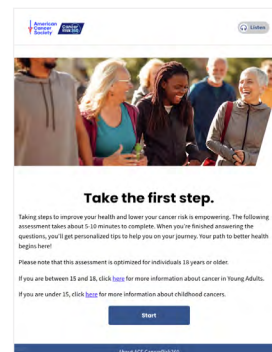 American
Cancer
Society
Cancer
Risk 360
Listen
Take the first step.
Taking steps to improve your health and lower your cancer risk is empowering. The following
assessment takes about 5-10 minutes to complete. When you're finished answering the
questions, you'll get personalized tips to help you on your journey. Your path to better health
begins here!
Please note that this assessment is optimized for individuals 18 years or older.
If you are between 15 and 18, click here for more information about cancer in Young Adults.
If you are under 15, click here for more information about childhood cancers.
Start
About ACS CancerRisk360